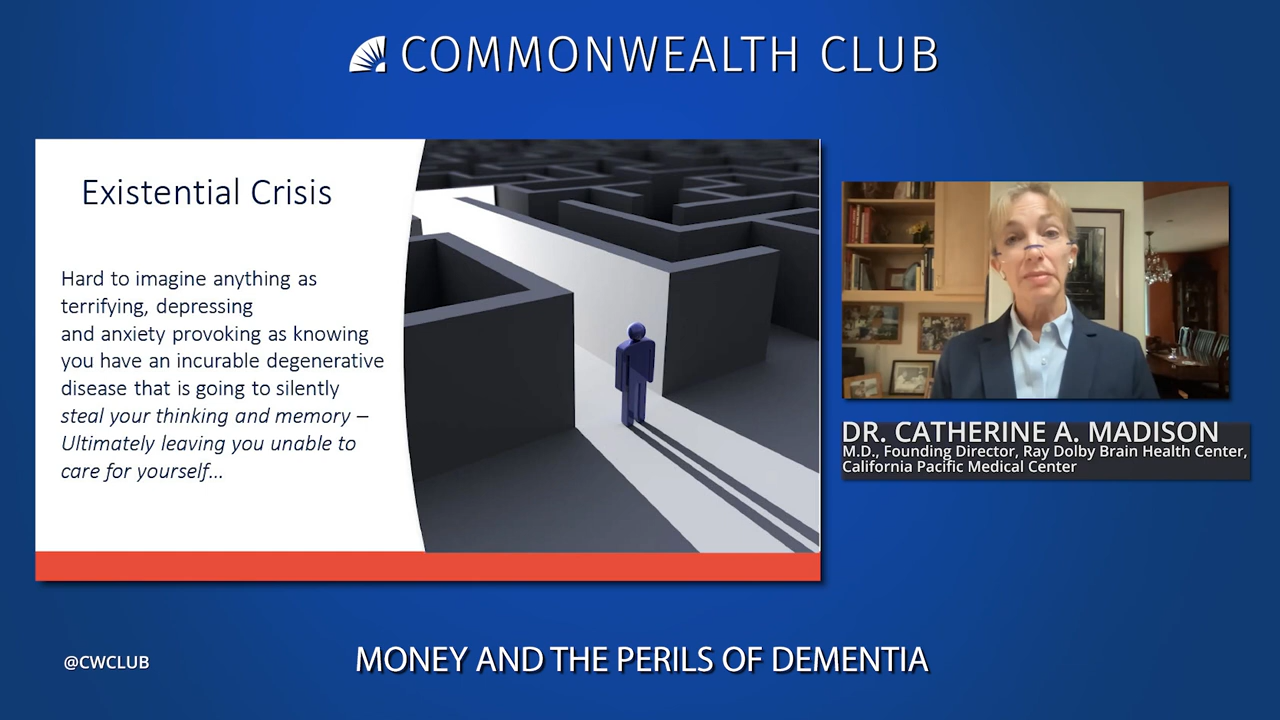 COMMONWEALTH CLUB
Existential Crisis
Hard to imagine anything as
terrifying, depressing
and anxiety provoking as knowing
you have an incurable degenerative
disease that is going to silently
steal your thinking and memory –
Ultimately leaving you unable to
care for yourself...
DR. CATHERINE A. MADISON
M.D., Founding Director, Ray Dolby Brain Health Center,
California Pacific Medical Center
@CWCLUB
MONEY AND THE PERILS OF DEMENTIA